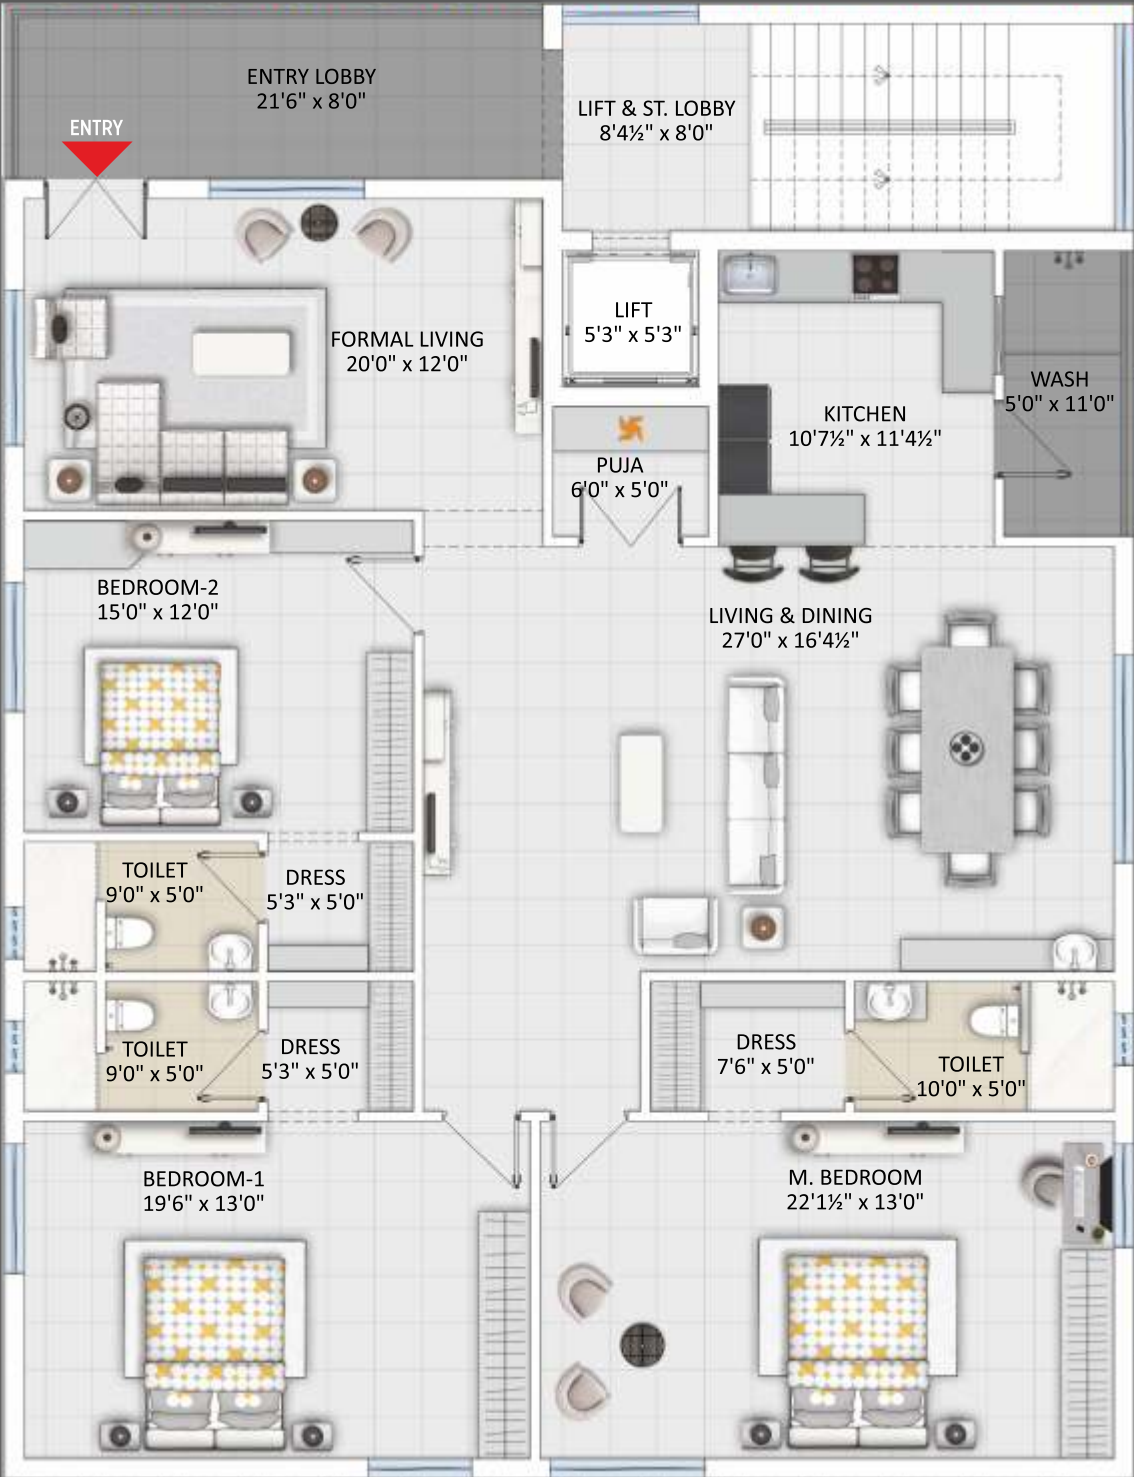 ENTRY LOBBY
21'6" x 8'0"
ENTRY
LIFT & ST. LOBBY
8'4½" x 8'0"
FORMAL LIVING
20'0" x 12'0"
LIFT
5'3" x 5'3"
KITCHEN
10'7½" x 11'4½"
WASH
5'0" x 11'0"
PUJA
6'0" x 5'0"
BEDROOM-2
15'0" x 12'0"
LIVING & DINING
27'0" x 16'4½"
TOILET
9'0" x 5'0"
DRESS
5'3" x 5'0"
TOILET
9'0" x 5'0"
DRESS
5'3" x 5'0"
DRESS
7'6" x 5'0"
TOILET
10'0" x 5'0"
BEDROOM-1
19'6" x 13'0"
M. BEDROOM
22'1½" x 13'0"